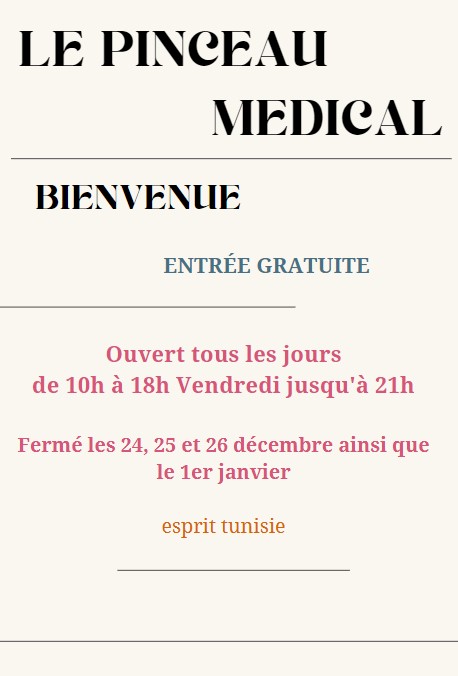 LE PINCEAU
MEDICAL
BIENVENUE
ENTRÉE GRATUITE
Ouvert tous les jours
de 10h à 18h Vendredi jusqu'à 21h
Fermé les 24, 25 et 26 décembre ainsi que
le 1er janvier
esprit tunisie